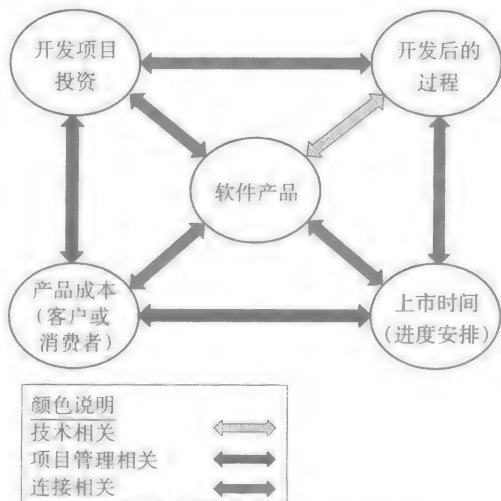 开发项目
投资
开发后的
过程
软件产品
产品成本
(客户或
消费者)
上市时间
(进度安排)
颜色说明
技术相关
项目管理相关
连接相关